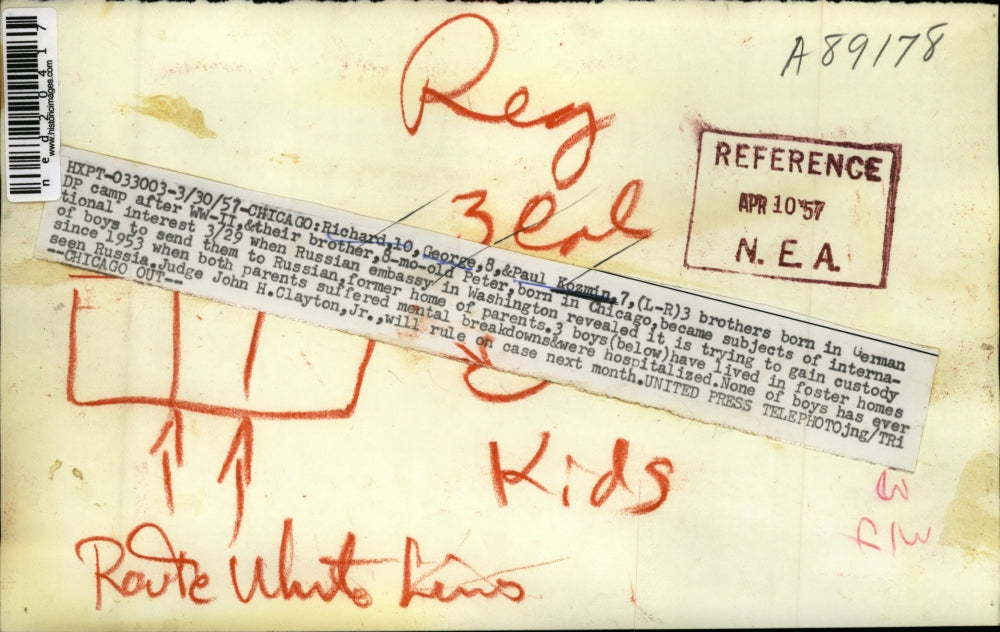 ned20417
www.historicimages.com
A89178
Reg
3 Col
REFERENCE
APR 10 '57
N. E. A.
HXPT-033003-3/30/57-CHICAGO:Richard,10,George,8,&Paul Kozmin,7,(L-R)3 brothers born in German
DP camp after WW-II,&their brother,8-mo-old Peter,born in Chicago,became subjects of interna-
tional interest 3/29 when Russian embassy in Washington revealed it is trying to gain custody
of boys to send them to Russian,former home of parents.3 boys(below)have lived in foster homes
since 1953 when both parents suffered mental breakdowns&were hospitalized.None of boys has ever
seen Russia.Judge John H.Clayton,Jr.,will rule on case next month.UNITED PRESS TELEPHOTOjng/TRi
--CHICAGO OUT--
Kids
Route White Lines